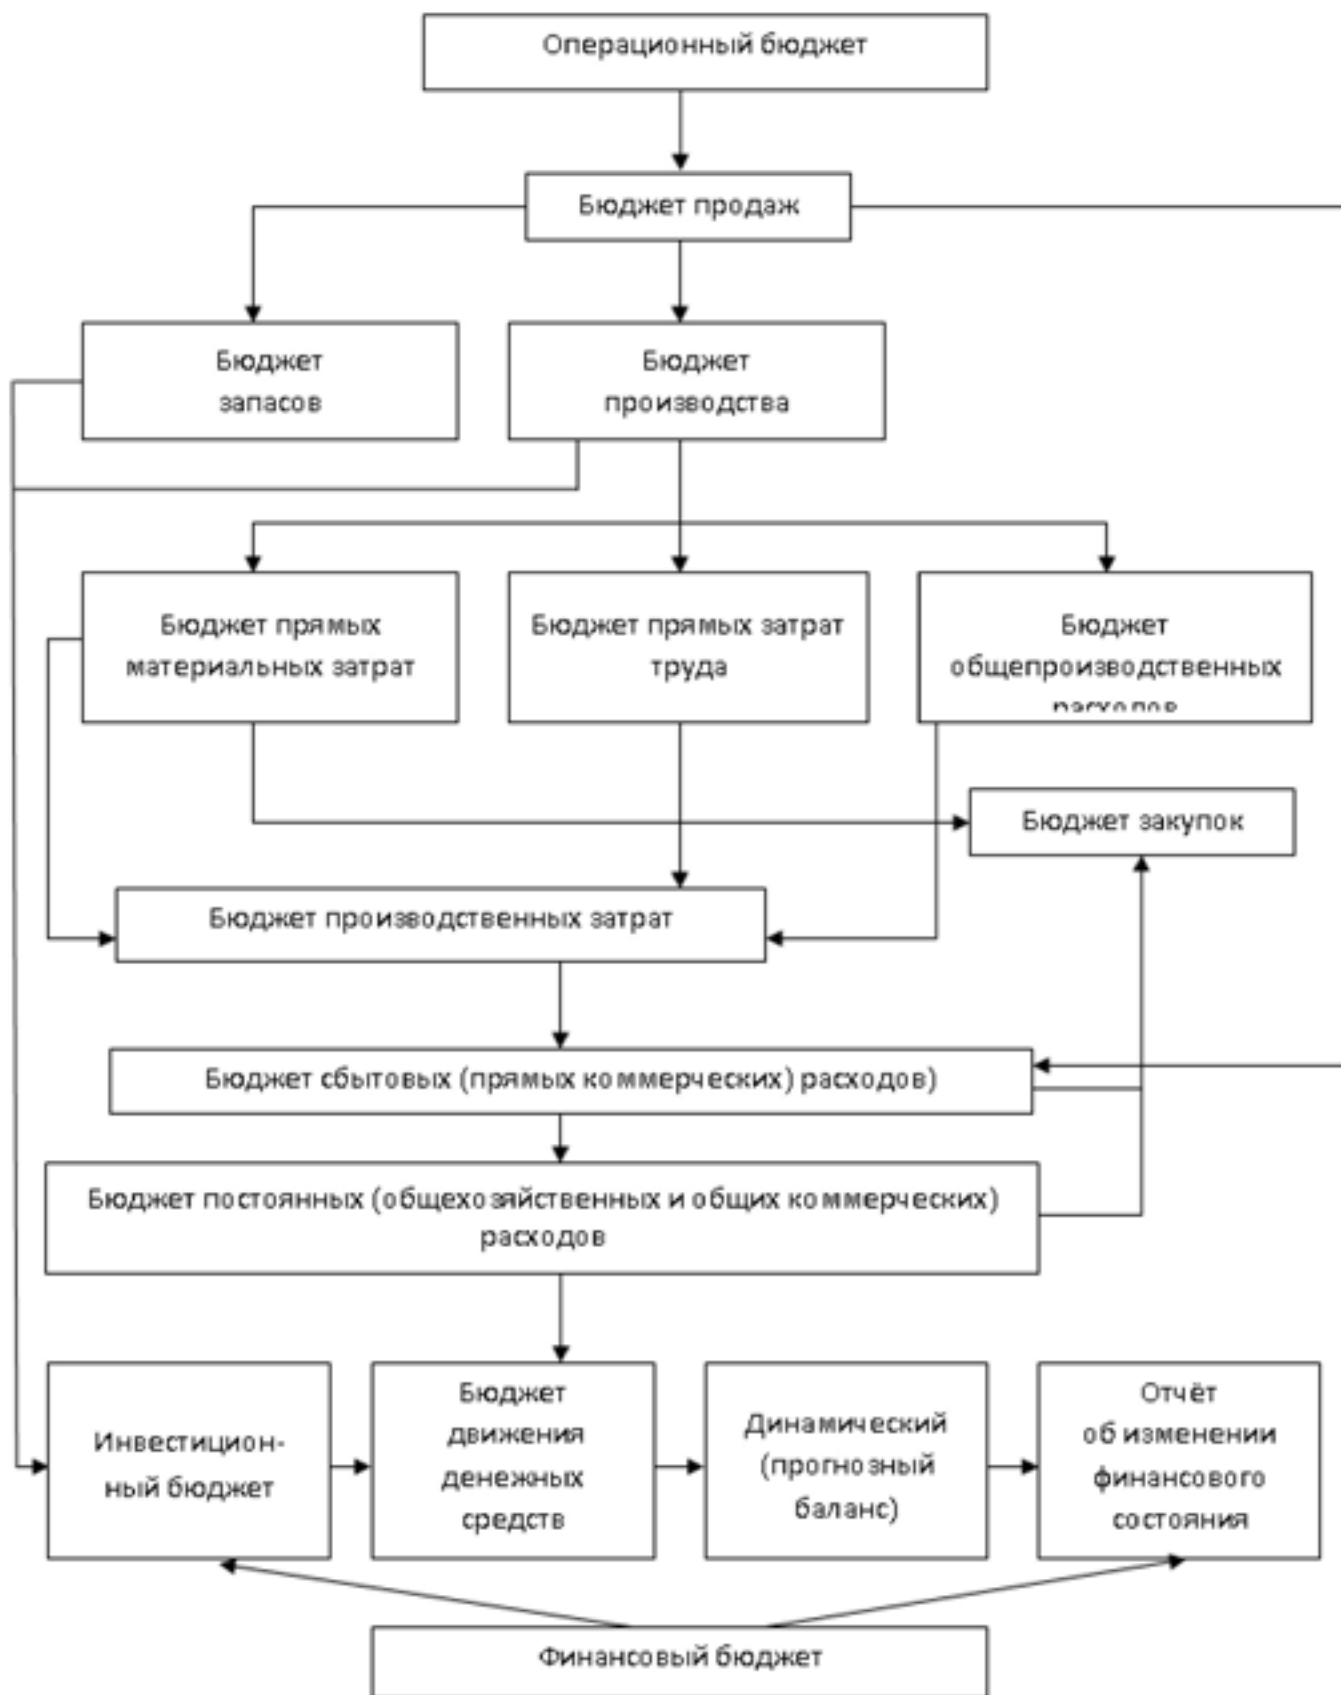 Операционный бюджет
Бюджет продаж
Бюджет
запасов
Бюджет
производства
Бюджет прямых
материальных затрат
Бюджет прямых затрат
труда
Бюджет
общепроизводственных
расходов
Бюджет закупок
Бюджет производственных затрат
Бюджет сбытовых (прямых коммерческих) расходов)
Бюджет постоянных (общехозяйственных и общих коммерческих)
расходов
Инвестицион-
ный бюджет
Бюджет
движения
денежных
средств
Динамический
(прогнозный
баланс)
Отчёт
об изменении
финансового
состояния
Финансовый бюджет